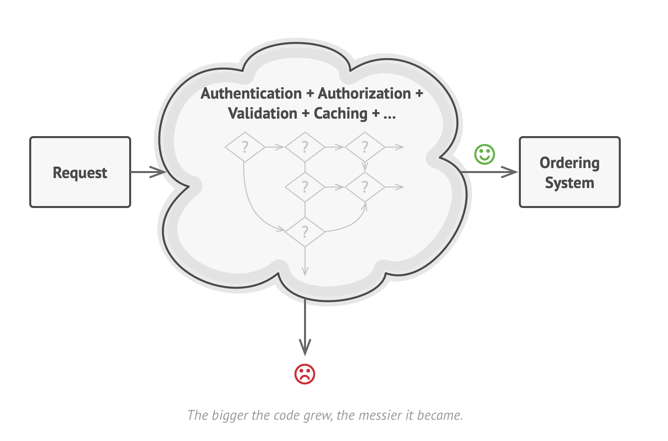 Authentication + Authorization +
Validation + Caching + ...
Request
? ? ?
? ?
?
Ordering
System
The bigger the code grew, the messier it became.